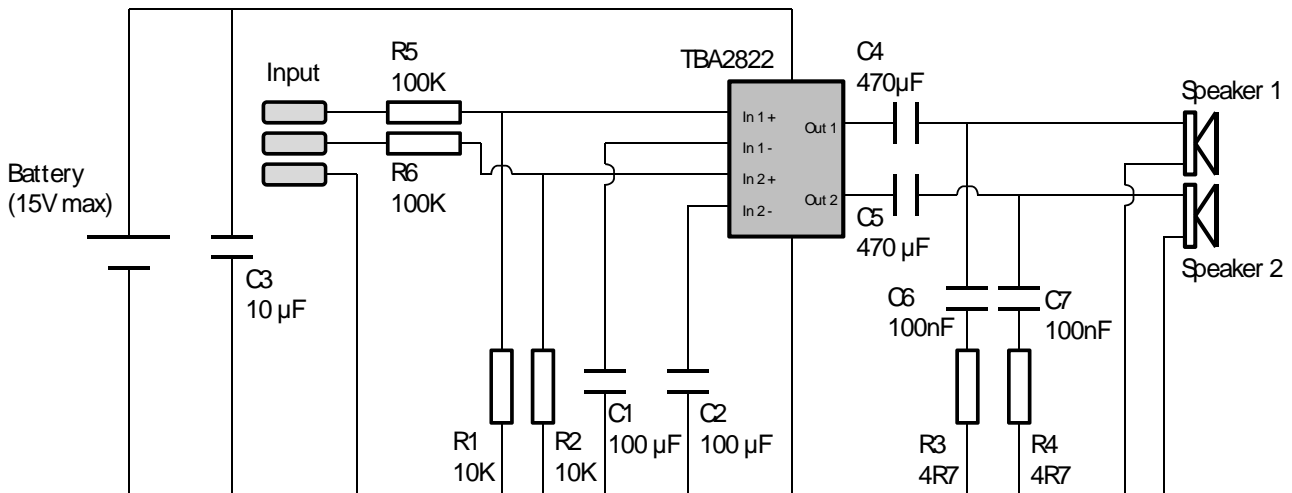 Input
R5
100K
R6
100K
TBA2822
In 1 +
In 1 -
In 2 +
In 2 -
Out 1
Out 2
C4
470µF
C5
470 µF
Speaker 1
Speaker 2
Battery
(15V max)
C3
10 µF
R1
10K
R2
10K
C1
100 µF
C2
100 µF
C6
100nF
C7
100nF
R3
4R7
R4
4R7